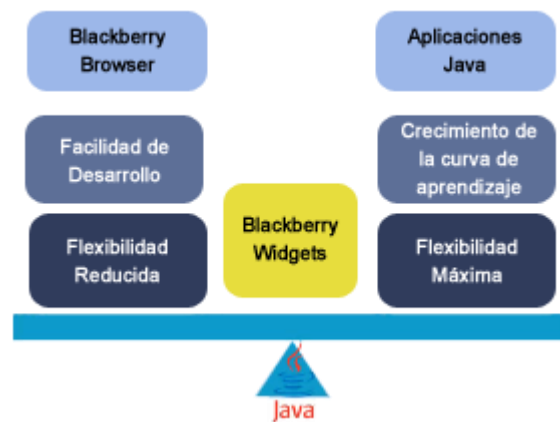 Blackberry
Browser
Facilidad de
Desarrollo
Flexibilidad
Reducida
Blackberry
Widgets
Aplicaciones
Java
Crecimiento de
la curva de
aprendizaje
Flexibilidad
Máxima
Java